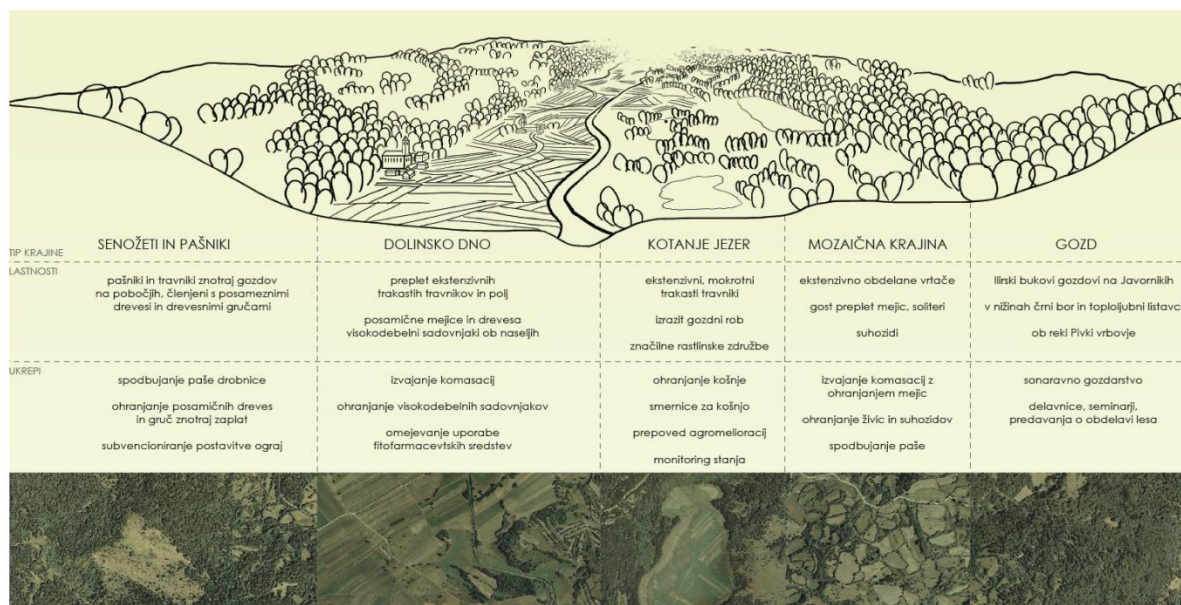 TIP KRAJINE
SENOŽETI IN PAŠNIKI
DOLINSKO DNO
KOTANJE JEZER
MOZAIČNA KRAJINA
GOZD
LASTNOSTI
pašniki in travniki znotraj gozdov
na pobočjih, členjeni s posameznimi
drevesi in drevesnimi gručami
preplet ekstenzivnih
trakastih travnikov in polj
posamične mejice in drevesa
visokodebelni sadovnjaki ob naseljih
ekstenzivni, mokrotni
trakasti travniki
izrazit gozdni rob
značilne rastlinske združbe
ekstenzivno obdelane vrtače
gost preplet mejic, soliteri
suhozidi
Ilirski bukovi gozdovi na Javornikih
v nižinah črni bor in toploljubni listavci
ob reki Pivki vrbovje
UKREPI
spodbujanje paše drobnice
ohranjanje posamičnih dreves
in gruč znotraj zaplat
subvencioniranje postavitve ograj
izvajanje komasacij
ohranjanje visokodebelnih sadovnjakov
omejevanje uporabe
fitofarmacevtskih sredstev
ohranjanje košnje
smernice za košnjo
prepoved agromelioracij
monitoring stanja
izvajanje komasacij z
ohranjanjem mejic
ohranjanje živic in suhozidov
spodbujanje paše
sonaravno gozdarstvo
delavnice, seminarji,
predavanja o obdelavi lesa